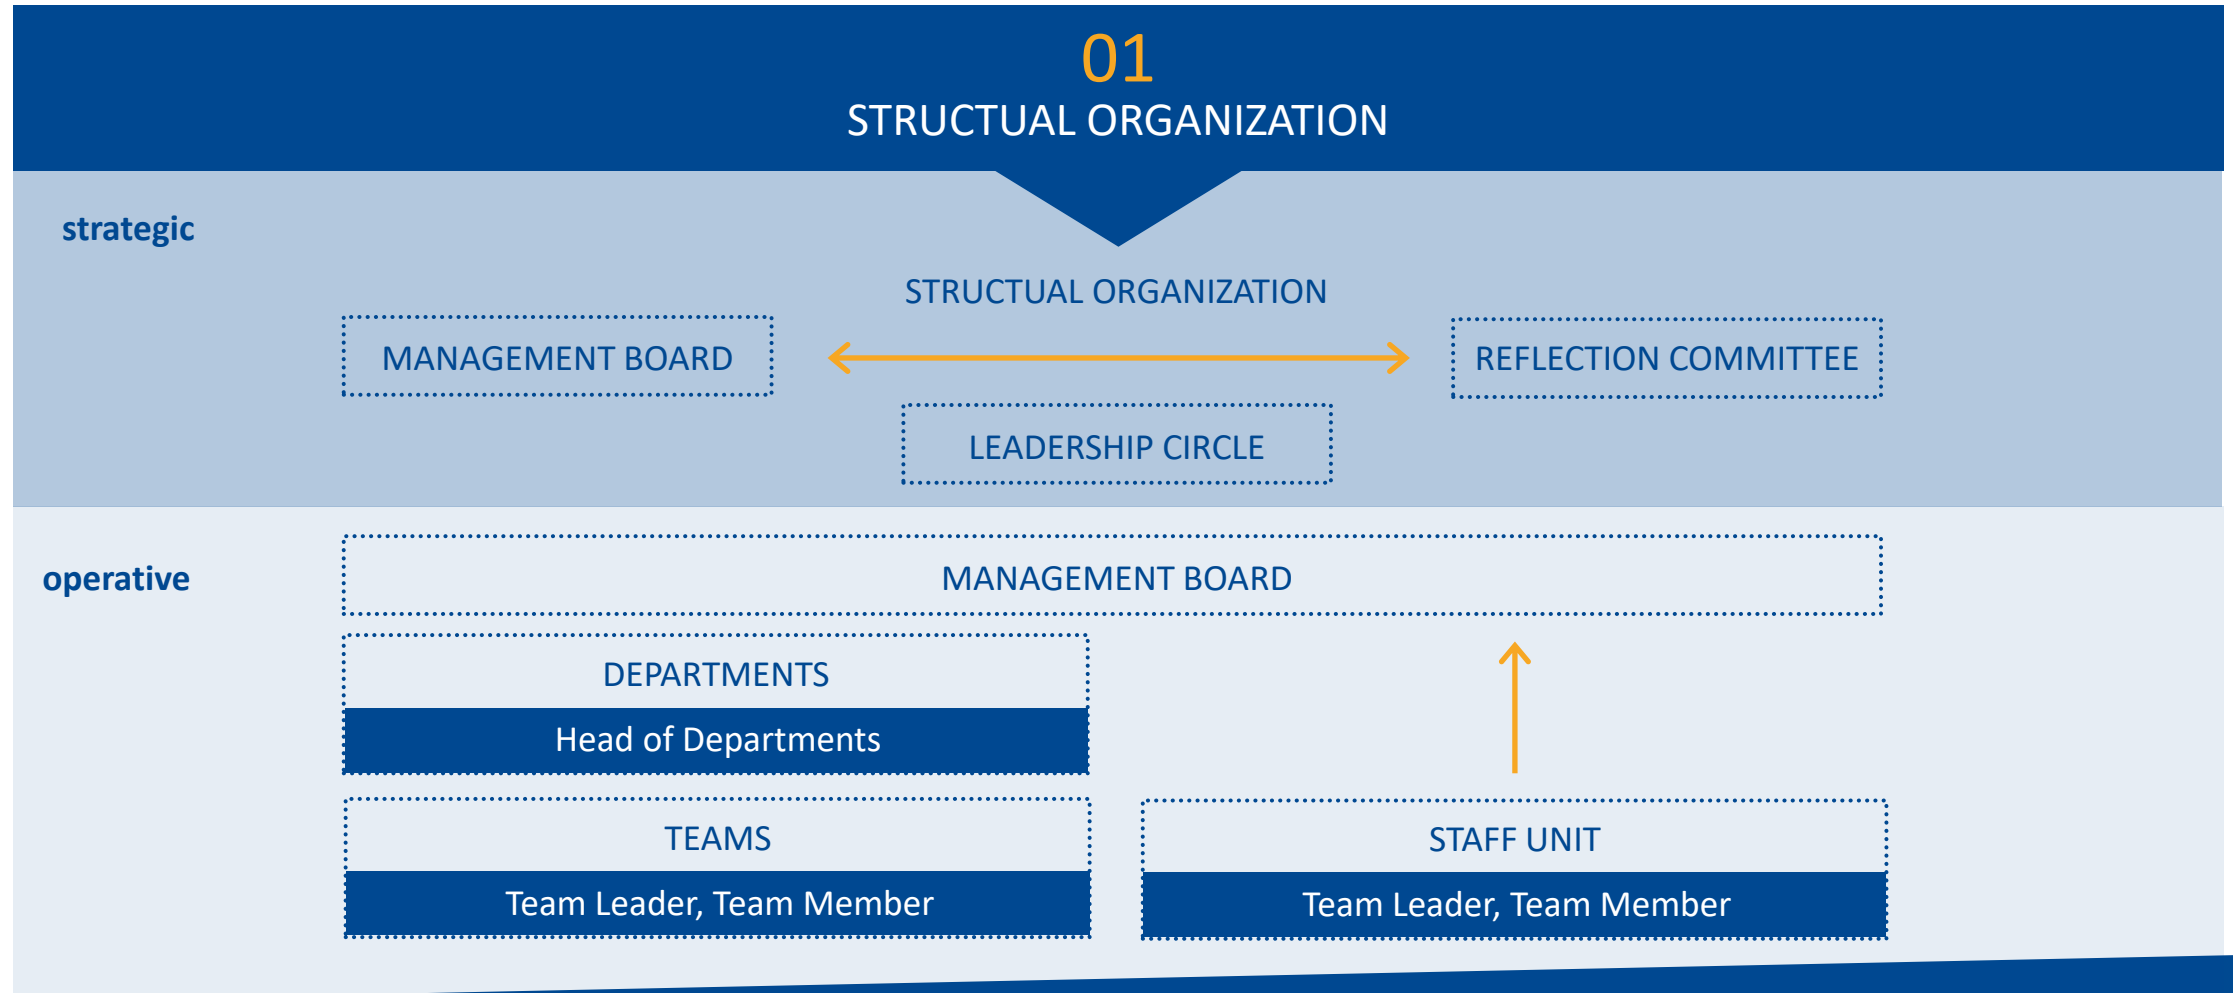 01
STRUCTUAL ORGANIZATION
strategic
STRUCTUAL ORGANIZATION
MANAGEMENT BOARD
REFLECTION COMMITTEE
LEADERSHIP CIRCLE
operative
MANAGEMENT BOARD
DEPARTMENTS
Head of Departments
TEAMS
Team Leader, Team Member
STAFF UNIT
Team Leader, Team Member